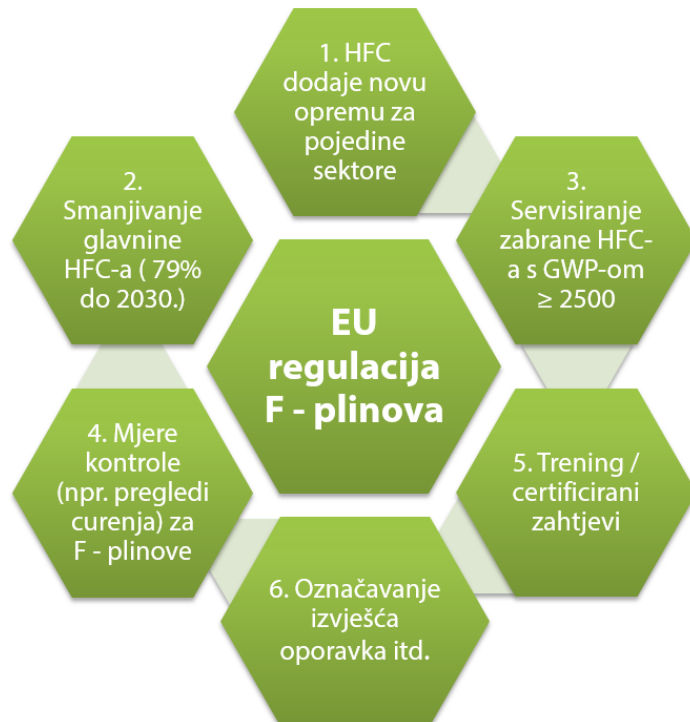 1. HFC
dodaje novu
opremu za
pojedine
sektore
2.
Smanjivanje
glavnine
HFC-a ( 79%
do 2030.)
3.
Servisiranje
zabrane HFC-
a s GWP-om
≥ 2500
EU
regulacija
F - plinova
4. Mjere
kontrole
(npr. pregledi
curenja) za
F - plinove
5. Trening /
certificirani
zahtjevi
6. Označavanje
izvješća
oporavka itd.